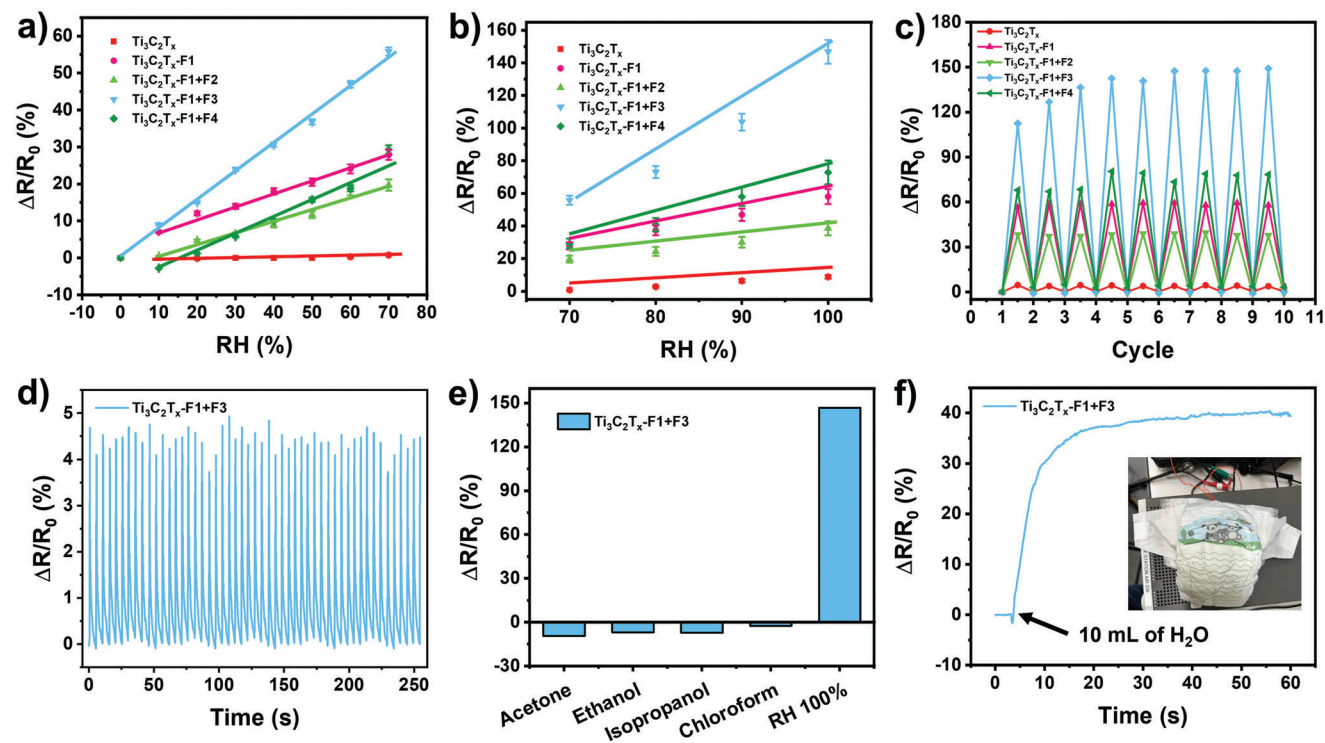 a)
60
50
40
30
20
10
0
-10
-10
0
10
20
30
40
50
60
70
80
ΔR/R₀ (%)
RH (%)
Ti₃C₂Tₓ
Ti₃C₂Tₓ-F1
Ti₃C₂Tₓ-F1+F2
Ti₃C₂Tₓ-F1+F3
Ti₃C₂Tₓ-F1+F4
b)
160
140
120
100
80
60
40
20
0
70
80
90
100
ΔR/R₀ (%)
RH (%)
Ti₃C₂Tₓ
Ti₃C₂Tₓ-F1
Ti₃C₂Tₓ-F1+F2
Ti₃C₂Tₓ-F1+F3
Ti₃C₂Tₓ-F1+F4
c)
180
150
120
90
60
30
0
0
1
2
3
4
5
6
7
8
9
10
11
ΔR/R₀ (%)
Cycle
Ti₃C₂Tₓ
Ti₃C₂Tₓ-F1
Ti₃C₂Tₓ-F1+F2
Ti₃C₂Tₓ-F1+F3
Ti₃C₂Tₓ-F1+F4
d)
Ti₃C₂Tₓ-F1+F3
5
4
3
2
1
0
0
50
100
150
200
250
ΔR/R₀ (%)
Time (s)
e)
Ti₃C₂Tₓ-F1+F3
150
120
90
60
30
0
-30
ΔR/R₀ (%)
Acetone
Ethanol
Isopropanol
Chloroform
RH 100%
f)
Ti₃C₂Tₓ-F1+F3
40
30
20
10
0
-10
0
10
20
30
40
50
60
ΔR/R₀ (%)
Time (s)
10 mL of H₂O